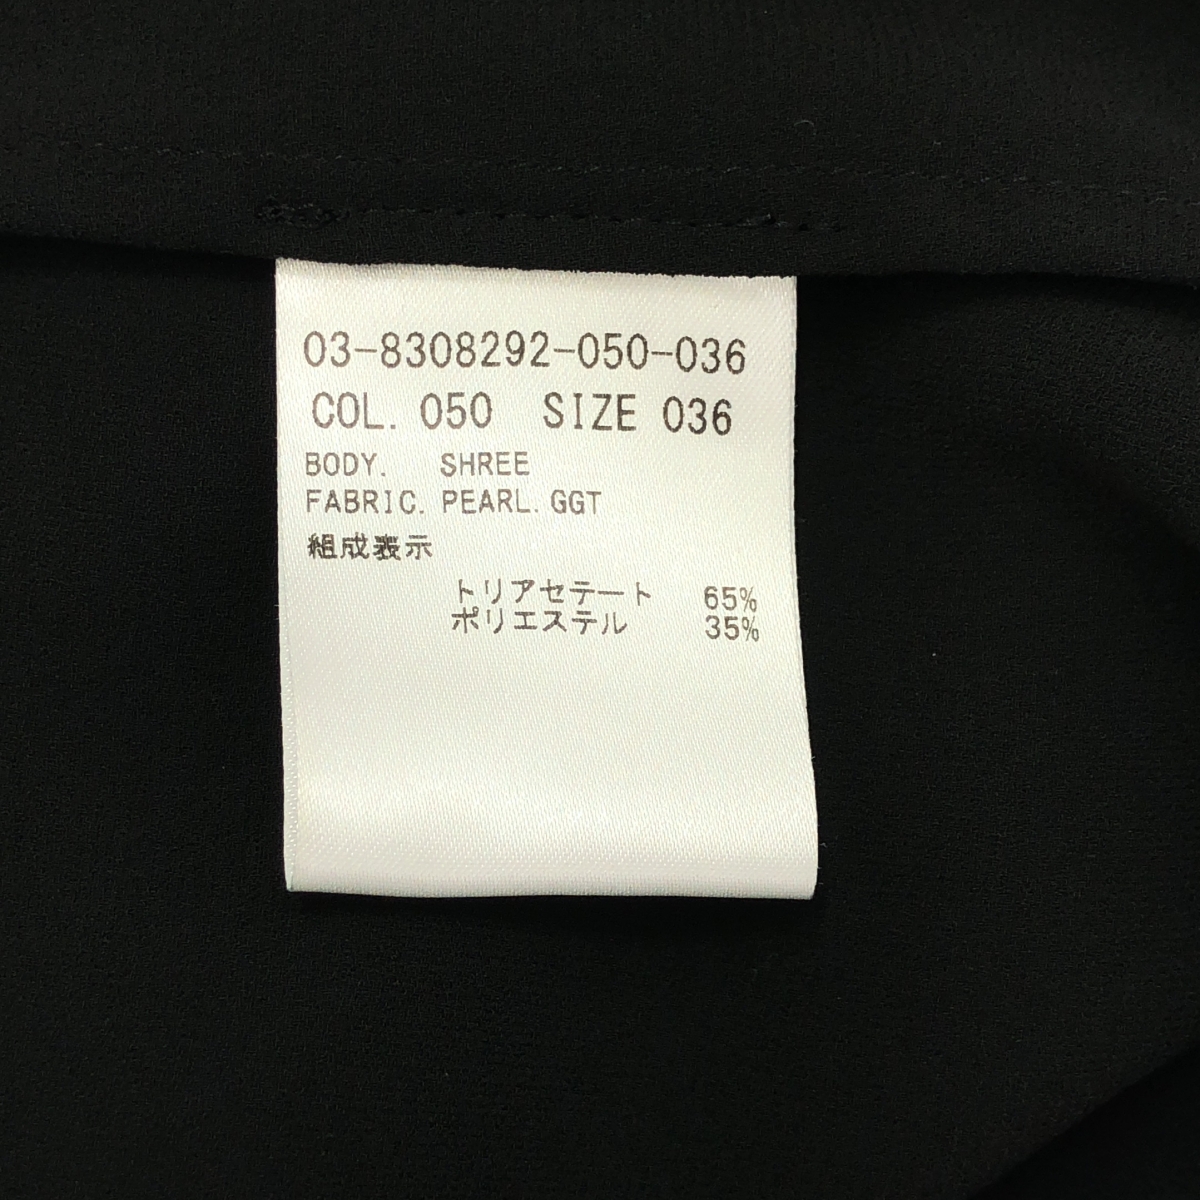 03-8308292-050-036
COL. 050 SIZE 036
BODY. SHREE
FABRIC. PEARL. GGT
組成表示
トリアセテート 65%
ポリエステル 35%